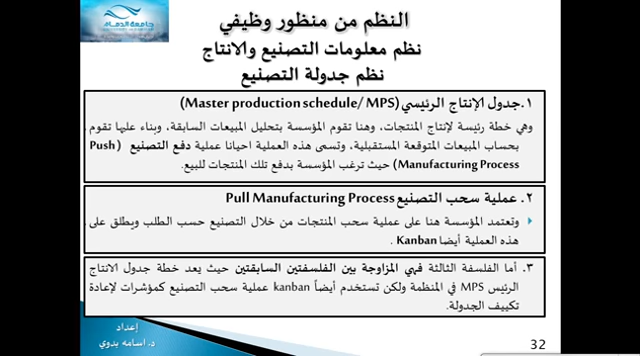 جامعة الدمام
النظم من منظور وظيفي
نظم معلومات التصنيع والانتاج
نظم جدولة التصنيع
١.جدول الإنتاج الرئيسي (Master production schedule/ MPS)
وهي خطة رئيسة لإنتاج المنتجات، وهنا تقوم المؤسسة بتحليل المبيعات السابقة، وبناء عليها تقوم
بحساب المبيعات المتوقعة المستقبلية، وتسمى هذه العملية احيانا عملية دفع التصنيع (Push
Manufacturing Process) حيث ترغب المؤسسة بدفع تلك المنتجات للبيع.
٢. عملية سحب التصنيع Pull Manufacturing Process
وتعتمد المؤسسة هنا على عملية سحب المنتجات من خلال التصنيع حسب الطلب ويطلق على
هذه العملية أيضا Kanban .
٣. أما الفلسفة الثالثة فهي المزاوجة بين الفلسفتين السابقتين حيث يعد خطة جدول الانتاج
الرئيس MPS في المنظمة ولكن تستخدم أيضاً kanban عملية سحب التصنيع كمؤشرات لإعادة
تكييف الجدولة.
إعداد
د. اسامه بدوي
32